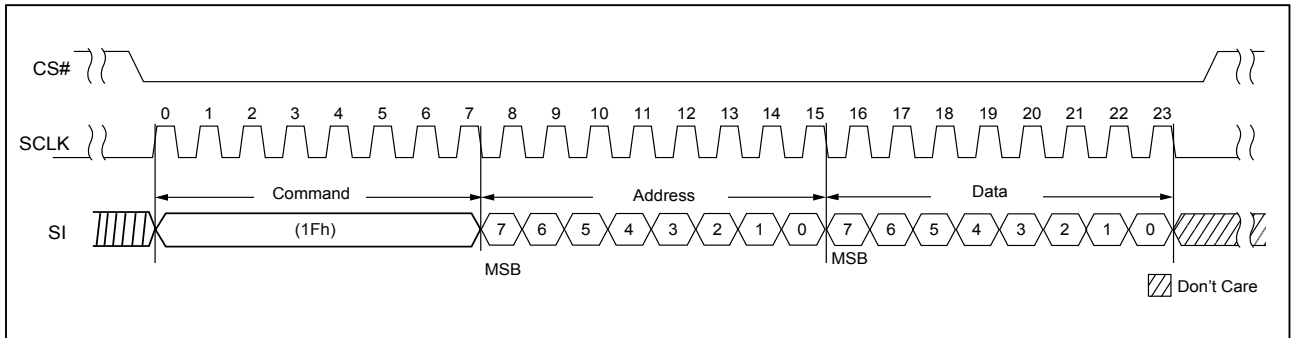 CS#
0 1 2 3 4 5 6 7 8 9 10 11 12 13 14 15 16 17 18 19 20 21 22 23
SCLK
Command Address Data
SI (1Fh) 7 6 5 4 3 2 1 0 7 6 5 4 3 2 1 0
MSB MSB
Don't Care